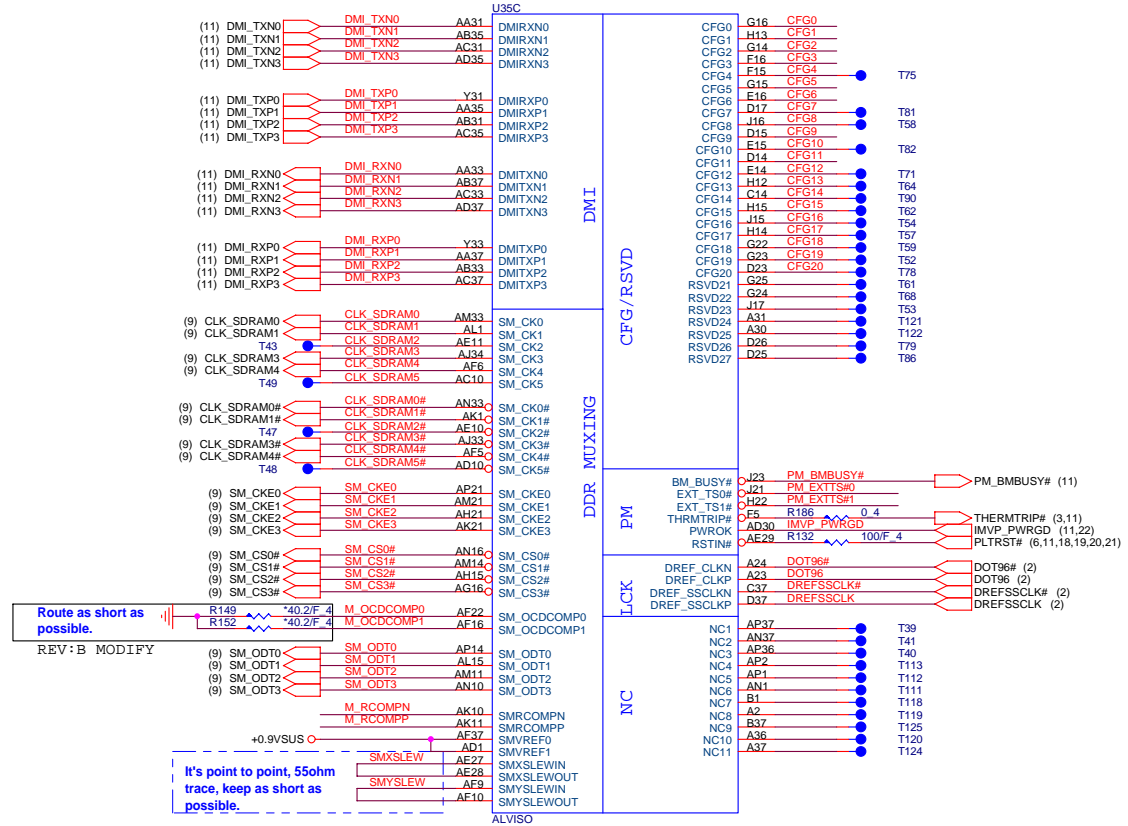 U35C
(11) DMI_TXN0 DMI_TXN0 AA31 DMIRXN0
(11) DMI_TXN1 DMI_TXN1 AB35 DMIRXN1
(11) DMI_TXN2 DMI_TXN2 AC31 DMIRXN2
(11) DMI_TXN3 DMI_TXN3 AD35 DMIRXN3
(11) DMI_TXP0 DMI_TXP0 Y31 DMIRXP0
(11) DMI_TXP1 DMI_TXP1 AA35 DMIRXP1
(11) DMI_TXP2 DMI_TXP2 AB31 DMIRXP2
(11) DMI_TXP3 DMI_TXP3 AC35 DMIRXP3
(11) DMI_RXN0 DMI_RXN0 AA33 DMITXN0
(11) DMI_RXN1 DMI_RXN1 AB37 DMITXN1
(11) DMI_RXN2 DMI_RXN2 AC33 DMITXN2
(11) DMI_RXN3 DMI_RXN3 AD37 DMITXN3
(11) DMI_RXP0 DMI_RXP0 Y33 DMITXP0
(11) DMI_RXP1 DMI_RXP1 AA37 DMITXP1
(11) DMI_RXP2 DMI_RXP2 AB33 DMITXP2
(11) DMI_RXP3 DMI_RXP3 AC37 DMITXP3
DMI
(9) CLK_SDRAM0 CLK_SDRAM0 AM33 SM_CK0
(9) CLK_SDRAM1 CLK_SDRAM1 AL1 SM_CK1
T43 CLK_SDRAM2 AE11 SM_CK2
(9) CLK_SDRAM3 CLK_SDRAM3 AJ34 SM_CK3
(9) CLK_SDRAM4 CLK_SDRAM4 AF6 SM_CK4
T49 CLK_SDRAM5 AC10 SM_CK5
(9) CLK_SDRAM0# CLK_SDRAM0# AN33 SM_CK0#
(9) CLK_SDRAM1# CLK_SDRAM1# AK1 SM_CK1#
T47 CLK_SDRAM2# AE10 SM_CK2#
(9) CLK_SDRAM3# CLK_SDRAM3# AJ33 SM_CK3#
(9) CLK_SDRAM4# CLK_SDRAM4# AF5 SM_CK4#
T48 CLK_SDRAM5# AD10 SM_CK5#
(9) SM_CKE0 SM_CKE0 AP21 SM_CKE0
(9) SM_CKE1 SM_CKE1 AM21 SM_CKE1
(9) SM_CKE2 SM_CKE2 AH21 SM_CKE2
(9) SM_CKE3 SM_CKE3 AK21 SM_CKE3
(9) SM_CS0# SM_CS0# AN16 SM_CS0#
(9) SM_CS1# SM_CS1# AM14 SM_CS1#
(9) SM_CS2# SM_CS2# AH15 SM_CS2#
(9) SM_CS3# SM_CS3# AG16 SM_CS3#
DDR MUXING
Route as short as
possible.
R149 *40.2/F_4 M_OCDCOMP0 AF22 SM_OCDCOMP0
R152 *40.2/F_4 M_OCDCOMP1 AF16 SM_OCDCOMP1
REV:B MODIFY
(9) SM_ODT0 SM_ODT0 AP14 SM_ODT0
(9) SM_ODT1 SM_ODT1 AL15 SM_ODT1
(9) SM_ODT2 SM_ODT2 AM11 SM_ODT2
(9) SM_ODT3 SM_ODT3 AN10 SM_ODT3
M_RCOMPN AK10 SMRCOMPN
M_RCOMPP AK11 SMRCOMPP
+0.9VSUS AF37 SMVREF0
AD1 SMVREF1
SMXSLEW AE27 SMXSLEWIN
AE28 SMXSLEWOUT
SMYSLEW AF9 SMYSLEWIN
AF10 SMYSLEWOUT
It's point to point, 55ohm
trace, keep as short as
possible.
ALVISO
CFG0 G16 CFG0
CFG1 H13 CFG1
CFG2 G14 CFG2
CFG3 F16 CFG3
CFG4 F15 CFG4 T75
CFG5 G15 CFG5
CFG6 E16 CFG6
CFG7 D17 CFG7 T81
CFG8 J16 CFG8 T58
CFG9 D15 CFG9
CFG10 E15 CFG10 T82
CFG11 D14 CFG11
CFG12 E14 CFG12 T71
CFG13 H12 CFG13 T64
CFG14 C14 CFG14 T90
CFG15 H15 CFG15 T62
CFG16 J15 CFG16 T54
CFG17 H14 CFG17 T57
CFG18 G22 CFG18 T59
CFG19 G23 CFG19 T52
CFG20 D23 CFG20 T78
RSVD21 G25 T61
RSVD22 G24 T68
RSVD23 J17 T53
RSVD24 A31 T121
RSVD25 A30 T122
RSVD26 D26 T79
RSVD27 D25 T86
CFG/RSVD
BM_BUSY# J23 PM_BMBUSY# PM_BMBUSY# (11)
EXT_TS0# J21 PM_EXTTS#0
EXT_TS1# H22 PM_EXTTS#1
THRMTRIP# F5 R186 0_4 THERMTRIP# (3,11)
PWROK AD30 IMVP_PWRGD IMVP_PWRGD (11,22)
RSTIN# AE29 R132 100/F_4 PLTRST# (6,11,18,19,20,21)
PM
DREF_CLKN A24 DOT96# DOT96# (2)
DREF_CLKP A23 DOT96 DOT96 (2)
DREF_SSCLKN C37 DREFSSCLK# DREFSSCLK# (2)
DREF_SSCLKP D37 DREFSSCLK DREFSSCLK (2)
LCK
NC1 AP37 T39
NC2 AN37 T41
NC3 AP36 T40
NC4 AP2 T113
NC5 AP1 T112
NC6 AN1 T111
NC7 B1 T118
NC8 A2 T119
NC9 B37 T125
NC10 A36 T120
NC11 A37 T124
NC